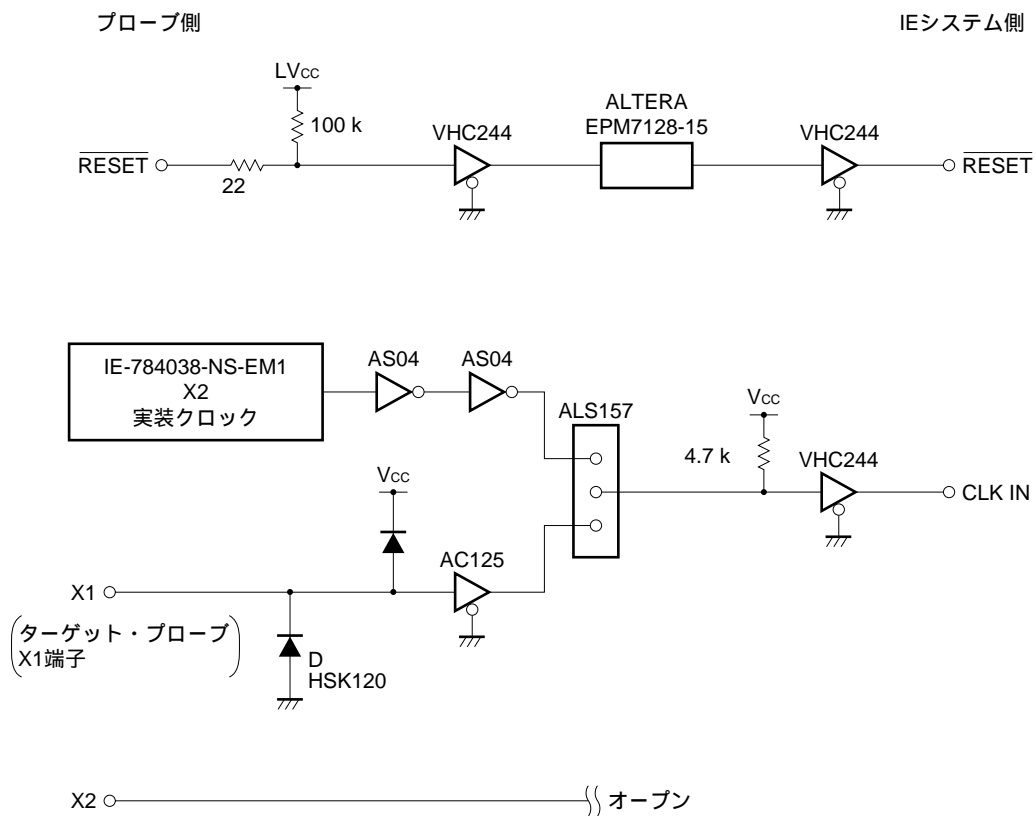 プローブ側
IEシステム側
LVCC
100 k
RESET
22
VHC244
ALTERA
EPM7128-15
VHC244
RESET
IE-784038-NS-EM1
X2
実装クロック
AS04
AS04
ALS157
VCC
4.7 k
VHC244
CLK IN
VCC
AC125
X1
ターゲット・プローブ
X1端子
D
HSK120
X2
オープン